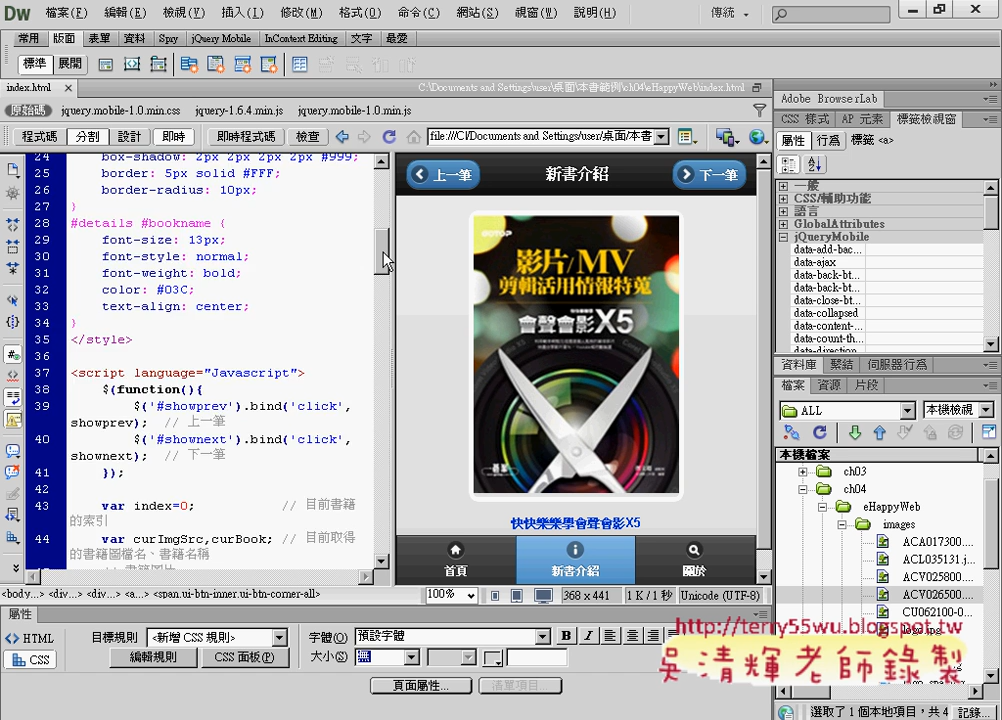 Dw 檔案(F) 編輯(E) 檢視(V) 插入(I) 修改(M) 格式(O) 命令(C) 網站(S) 視窗(W) 說明(H) 傳統
常用 版面 表單 資料 Spry jQuery Mobile InContext Editing 文字 最愛
標準 展開
index.html × C:\Documents and Settings\user\桌面\本書範例\ch04\eHappyWeb\index.html
原始碼 jquery.mobile-1.0.min.css jquery-1.6.4.min.js jquery.mobile-1.0.min.js
程式碼 分割 設計 即時 即時程式碼 檢查 file:///C|/Documents and Settings/user/桌面/本書
24 box-shadow: 2px 2px 2px 2px #999;
25 border: 5px solid #FFF;
26 border-radius: 10px;
27 }
28 #details #bookname {
29 font-size: 13px;
30 font-style: normal;
31 font-weight: bold;
32 color: #03C;
33 text-align: center;
34 }
35 </style>
36
37 <script language="Javascript">
38 $(function(){
39 $('#showprev').bind('click',
showprev); // 上一筆
40 $('#shownext').bind('click',
shownext); // 下一筆
41 });
42
43 var index=0; // 目前書籍
的索引
44 var curImgSrc,curBook; // 目前取得
的書籍圖檔名、書籍名稱
上一筆 新書介紹 下一筆
影片/MV
剪輯活用情報特蒐
會聲會影X5
快快樂樂學會聲會影X5
首頁 新書介紹 關於
<body...> <div...> <div...> <a...> <span.ui-btn-inner.ui-btn-corner-all>
100% 368 x 441 1 K / 1 秒 Unicode (UTF-8)
Adobe BrowserLab
CSS 樣式 AP 元素 標籤檢視窗
屬性 行為 標籤 <a>
一般
CSS/輔助功能
語言
GlobalAttributes
jQueryMobile
data-add-bac...
data-ajax
data-back-bt...
data-back-bt...
data-close-bt...
data-collapsed
data-content-...
data-count-th...
data-direction
資料庫 繫結 伺服器行為
檔案 資源 片段
ALL 本機檢視
本機檔案
ch03
ch04
eHappyWeb
images
ACA017300....
ACL035131.j...
ACV025800....
ACV026500....
CU062100-0...
logo.jpg
屬性
HTML 目標規則 <新增 CSS 規則> 字體(O) 預設字體 B I
CSS 編輯規則 CSS 面板(P) 大小(S) 無
頁面屬性... 清單項目...
http://terry55wu.blogspot.tw
吳清輝老師錄製
選取了 1 個本地項目，共 4 記錄...